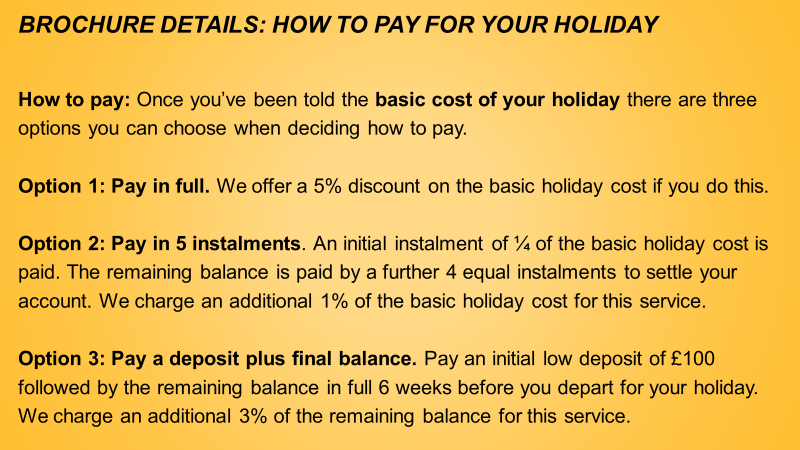 BROCHURE DETAILS: HOW TO PAY FOR YOUR HOLIDAY
How to pay: Once you’ve been told the basic cost of your holiday there are three
options you can choose when deciding how to pay.
Option 1: Pay in full. We offer a 5% discount on the basic holiday cost if you do this.
Option 2: Pay in 5 instalments. An initial instalment of ¼ of the basic holiday cost is
paid. The remaining balance is paid by a further 4 equal instalments to settle your
account. We charge an additional 1% of the basic holiday cost for this service.
Option 3: Pay a deposit plus final balance. Pay an initial low deposit of £100
followed by the remaining balance in full 6 weeks before you depart for your holiday.
We charge an additional 3% of the remaining balance for this service.